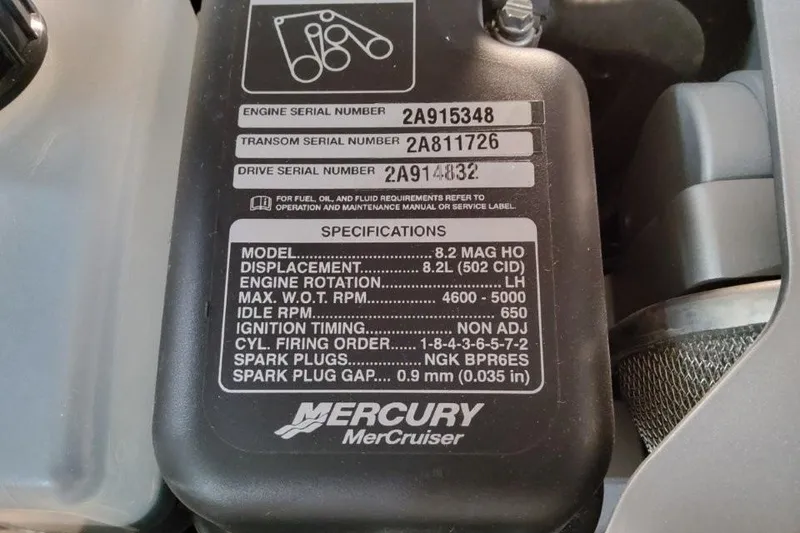 ENGINE SERIAL NUMBER 2A915348
TRANSOM SERIAL NUMBER 2A811726
DRIVE SERIAL NUMBER 2A914832
FOR FUEL, OIL, AND FLUID REQUIREMENTS REFER TO
OPERATION AND MAINTENANCE MANUAL OR SERVICE LABEL.
SPECIFICATIONS
MODEL..............................8.2 MAG HO
DISPLACEMENT............8.2L (502 CID)
ENGINE ROTATION..........................LH
MAX. W.O.T. RPM............... 4600 - 5000
IDLE RPM......................................650
IGNITION TIMING...................NON ADJ
CYL. FIRING ORDER......1-8-4-3-6-5-7-2
SPARK PLUGS................NGK BPR6ES
SPARK PLUG GAP.... 0.9 mm (0.035 in)
MERCURY
MerCruiser